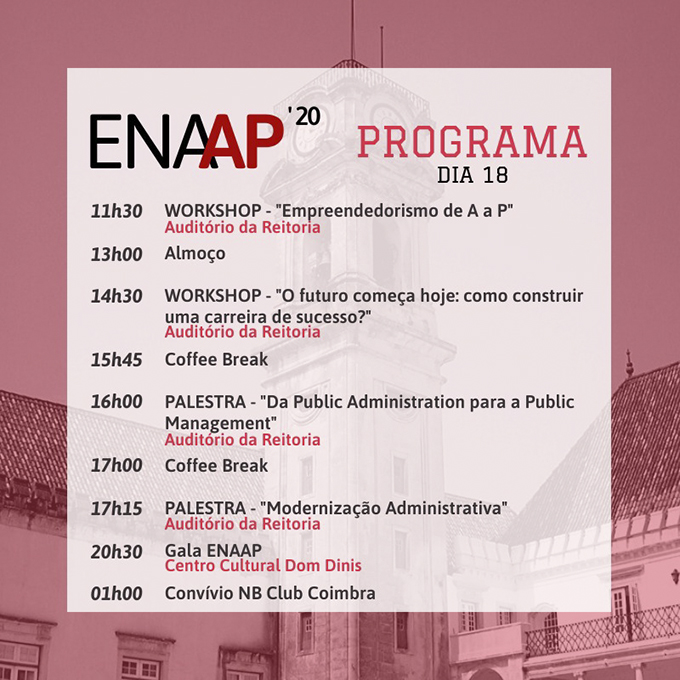 ENAAP '20
PROGRAMA
DIA 18
11h30 WORKSHOP - "Empreendedorismo de A a P"
Auditório da Reitoria
13h00 Almoço
14h30 WORKSHOP - "O futuro começa hoje: como construir
uma carreira de sucesso?"
Auditório da Reitoria
15h45 Coffee Break
16h00 PALESTRA - "Da Public Administration para a Public
Management"
Auditório da Reitoria
17h00 Coffee Break
17h15 PALESTRA - "Modernização Administrativa"
Auditório da Reitoria
20h30 Gala ENAAP
Centro Cultural Dom Dinis
01h00 Convívio NB Club Coimbra